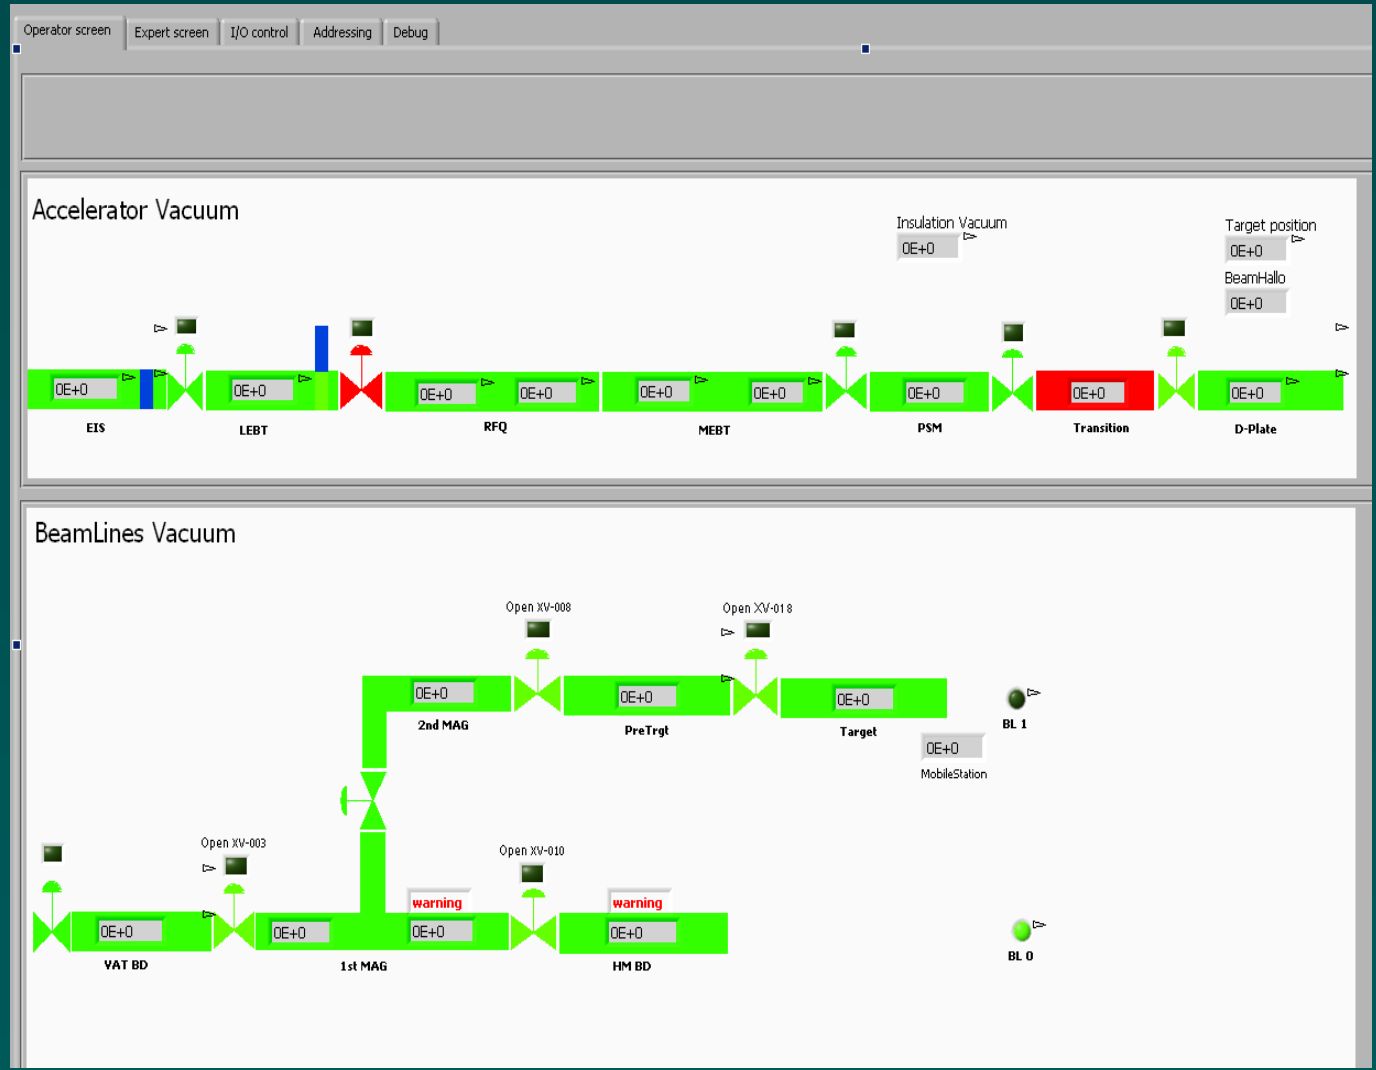 Operator screen Expert screen I/O control Addressing Debug
Accelerator Vacuum
Insulation Vacuum
0E+0
Target position
0E+0
BeamHallo
0E+0
0E+0 0E+0 0E+0 0E+0 0E+0 0E+0 0E+0 0E+0 0E+0
EIS LEBT RFQ MEBT PSM Transition D-Plate
BeamLines Vacuum
Open XV-008 Open XV-018
0E+0 0E+0 0E+0
2nd MAG PreTrgt Target BL 1
0E+0
MobileStation
Open XV-003 Open XV-010
warning warning
0E+0 0E+0 0E+0 0E+0
VAT BD 1st MAG HM BD BL 0